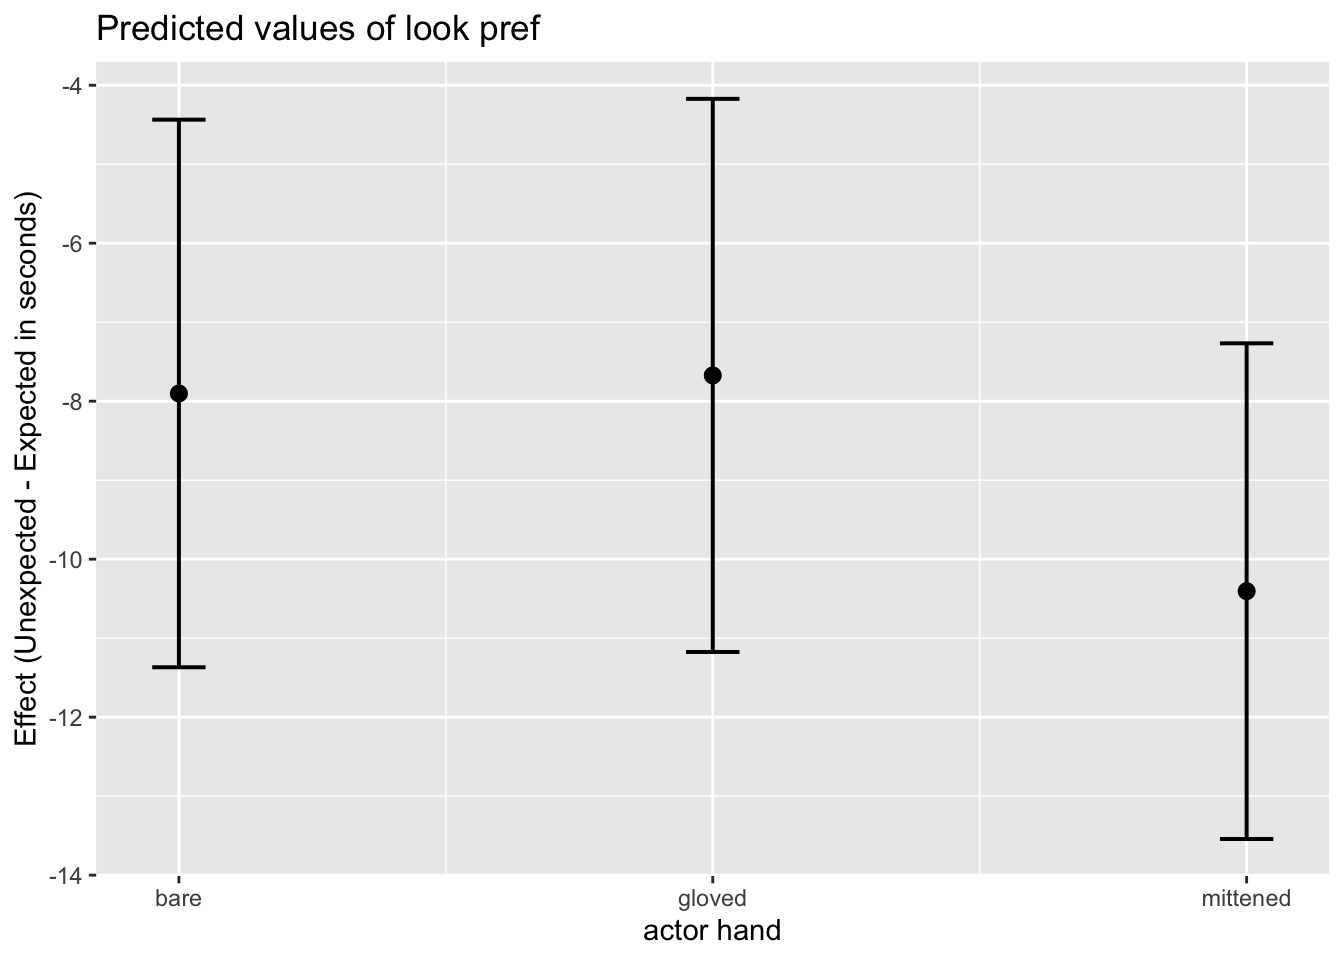 Predicted values of look pref
Effect (Unexpected - Expected in seconds)
-4
-6
-8
-10
-12
-14
bare gloved mittened
actor hand